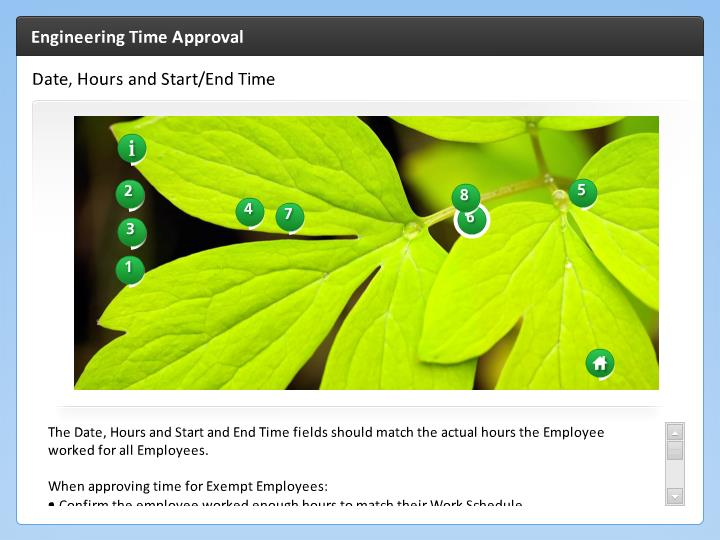 Engineering Time Approval
Date, Hours and Start/End Time
i
2
8
5
4
7
6
3
1
The Date, Hours and Start and End Time fields should match the actual hours the Employee
worked for all Employees.
When approving time for Exempt Employees:
• Confirm the employee worked enough hours to match their Work Schedule